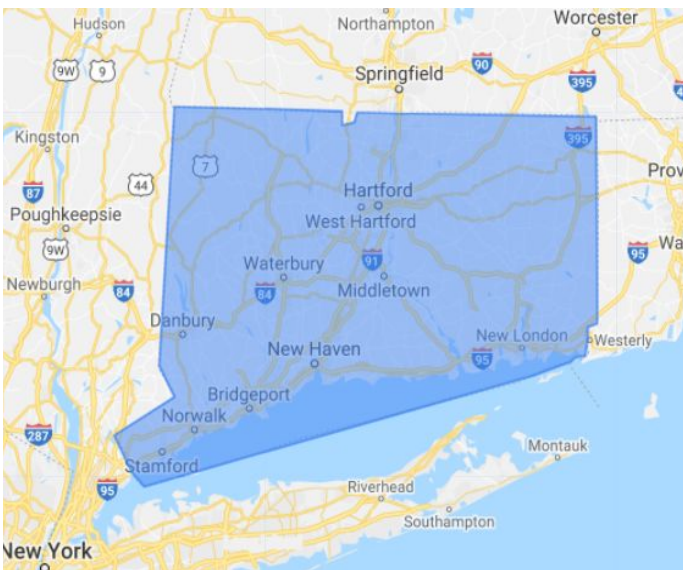 Hudson
Northampton
Worcester
9W
9
Springfield
90
395
Kingston
395
7
87
44
Hartford
Poughkeepsie
West Hartford
9W
91
95
Waterbury
Newburgh
84
84
Middletown
Danbury
New London
Westerly
New Haven
95
Bridgeport
Norwalk
287
Stamford
Montauk
95
Riverhead
Southampton
New York